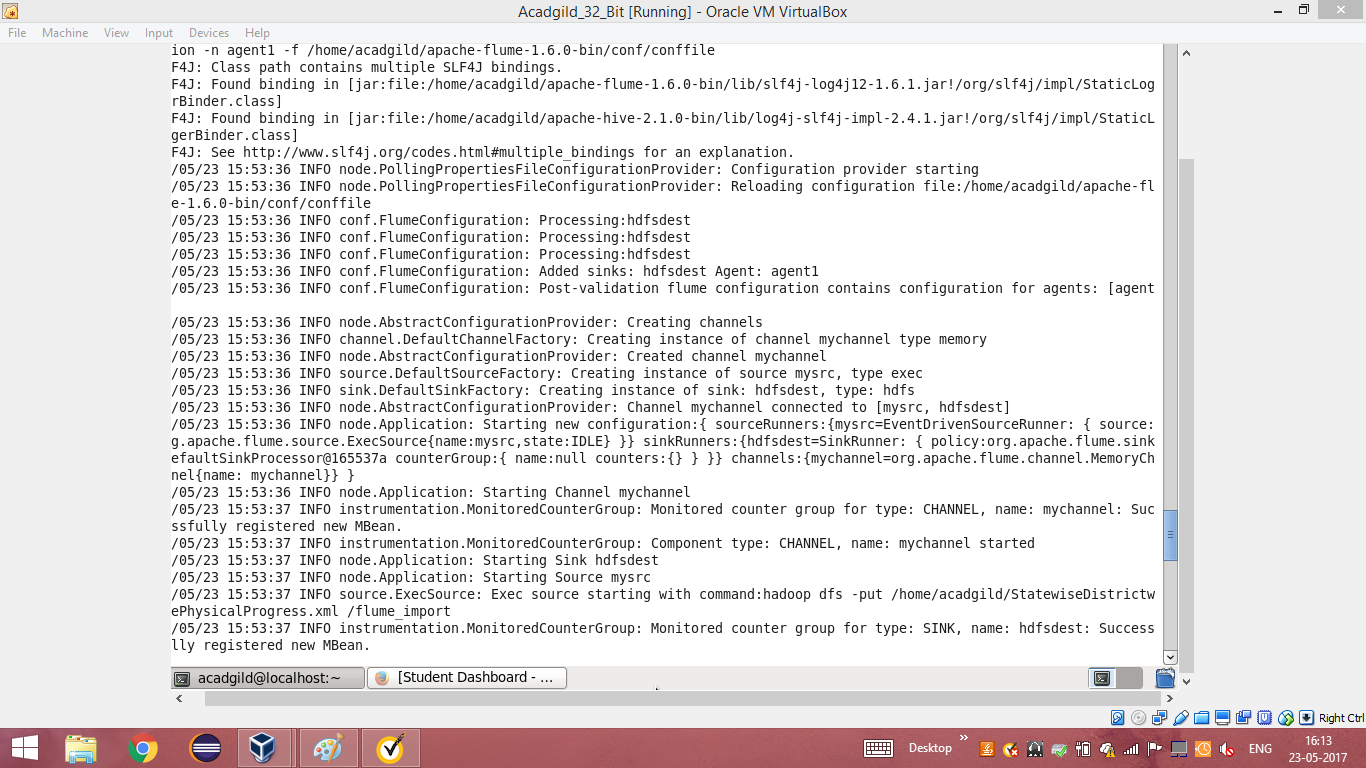 Acadgild_32_Bit [Running] - Oracle VM VirtualBox
File Machine View Input Devices Help
ion -n agent1 -f /home/acadgild/apache-flume-1.6.0-bin/conf/conffile
F4J: Class path contains multiple SLF4J bindings.
F4J: Found binding in [jar:file:/home/acadgild/apache-flume-1.6.0-bin/lib/slf4j-log4j12-1.6.1.jar!/org/slf4j/impl/StaticLog
rBinder.class]
F4J: Found binding in [jar:file:/home/acadgild/apache-hive-2.1.0-bin/lib/log4j-slf4j-impl-2.4.1.jar!/org/slf4j/impl/StaticL
gerBinder.class]
F4J: See http://www.slf4j.org/codes.html#multiple_bindings for an explanation.
/05/23 15:53:36 INFO node.PollingPropertiesFileConfigurationProvider: Configuration provider starting
/05/23 15:53:36 INFO node.PollingPropertiesFileConfigurationProvider: Reloading configuration file:/home/acadgild/apache-fl
e-1.6.0-bin/conf/conffile
/05/23 15:53:36 INFO conf.FlumeConfiguration: Processing:hdfsdest
/05/23 15:53:36 INFO conf.FlumeConfiguration: Processing:hdfsdest
/05/23 15:53:36 INFO conf.FlumeConfiguration: Processing:hdfsdest
/05/23 15:53:36 INFO conf.FlumeConfiguration: Added sinks: hdfsdest Agent: agent1
/05/23 15:53:36 INFO conf.FlumeConfiguration: Post-validation flume configuration contains configuration for agents: [agent
/05/23 15:53:36 INFO node.AbstractConfigurationProvider: Creating channels
/05/23 15:53:36 INFO channel.DefaultChannelFactory: Creating instance of channel mychannel type memory
/05/23 15:53:36 INFO node.AbstractConfigurationProvider: Created channel mychannel
/05/23 15:53:36 INFO source.DefaultSourceFactory: Creating instance of source mysrc, type exec
/05/23 15:53:36 INFO sink.DefaultSinkFactory: Creating instance of sink: hdfsdest, type: hdfs
/05/23 15:53:36 INFO node.AbstractConfigurationProvider: Channel mychannel connected to [mysrc, hdfsdest]
/05/23 15:53:36 INFO node.Application: Starting new configuration:{ sourceRunners:{mysrc=EventDrivenSourceRunner: { source:
g.apache.flume.source.ExecSource{name:mysrc,state:IDLE} }} sinkRunners:{hdfsdest=SinkRunner: { policy:org.apache.flume.sink
efaultSinkProcessor@165537a counterGroup:{ name:null counters:{} } }} channels:{mychannel=org.apache.flume.channel.MemoryCh
nel{name: mychannel}} }
/05/23 15:53:36 INFO node.Application: Starting Channel mychannel
/05/23 15:53:37 INFO instrumentation.MonitoredCounterGroup: Monitored counter group for type: CHANNEL, name: mychannel: Suc
ssfully registered new MBean.
/05/23 15:53:37 INFO instrumentation.MonitoredCounterGroup: Component type: CHANNEL, name: mychannel started
/05/23 15:53:37 INFO node.Application: Starting Sink hdfsdest
/05/23 15:53:37 INFO node.Application: Starting Source mysrc
/05/23 15:53:37 INFO source.ExecSource: Exec source starting with command:hadoop dfs -put /home/acadgild/StatewiseDistrictw
ePhysicalProgress.xml /flume_import
/05/23 15:53:37 INFO instrumentation.MonitoredCounterGroup: Monitored counter group for type: SINK, name: hdfsdest: Success
lly registered new MBean.
acadgild@localhost:~ [Student Dashboard - ...
Right Ctrl
Desktop ENG 16:13
23-05-2017